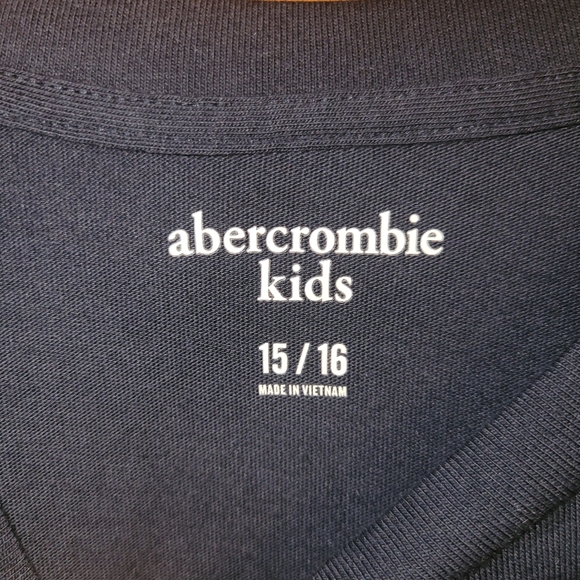 abercrombie
kids
15 / 16
MADE IN VIETNAM